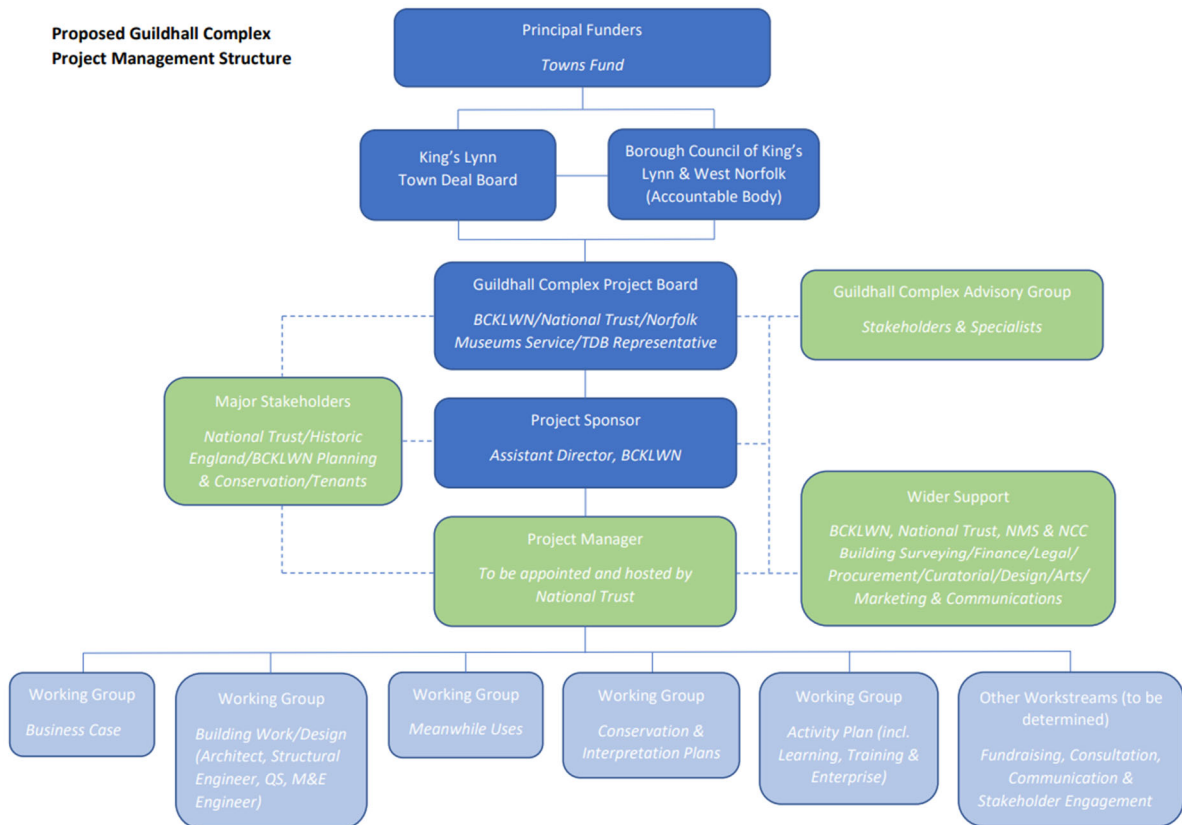 Proposed Guildhall Complex
Project Management Structure
Principal Funders
Towns Fund
King's Lynn
Town Deal Board
Borough Council of King's
Lynn & West Norfolk
(Accountable Body)
Guildhall Complex Project Board
BCKLWN/National Trust/Norfolk
Museums Service/TDB Representative
Guildhall Complex Advisory Group
Stakeholders & Specialists
Major Stakeholders
National Trust/Historic
England/BCKLWN Planning
& Conservation/Tenants
Project Sponsor
Assistant Director, BCKLWN
Wider Support
BCKLWN, National Trust, NMS & NCC
Building Surveying/Finance/Legal/
Procurement/Curatorial/Design/Arts/
Marketing & Communications
Project Manager
To be appointed and hosted by
National Trust
Working Group
Business Case
Working Group
Building Work/Design
(Architect, Structural
Engineer, QS, M&E
Engineer)
Working Group
Meanwhile Uses
Working Group
Conservation &
Interpretation Plans
Working Group
Activity Plan (incl.
Learning, Training &
Enterprise)
Other Workstreams (to be
determined)
Fundraising, Consultation,
Communication &
Stakeholder Engagement